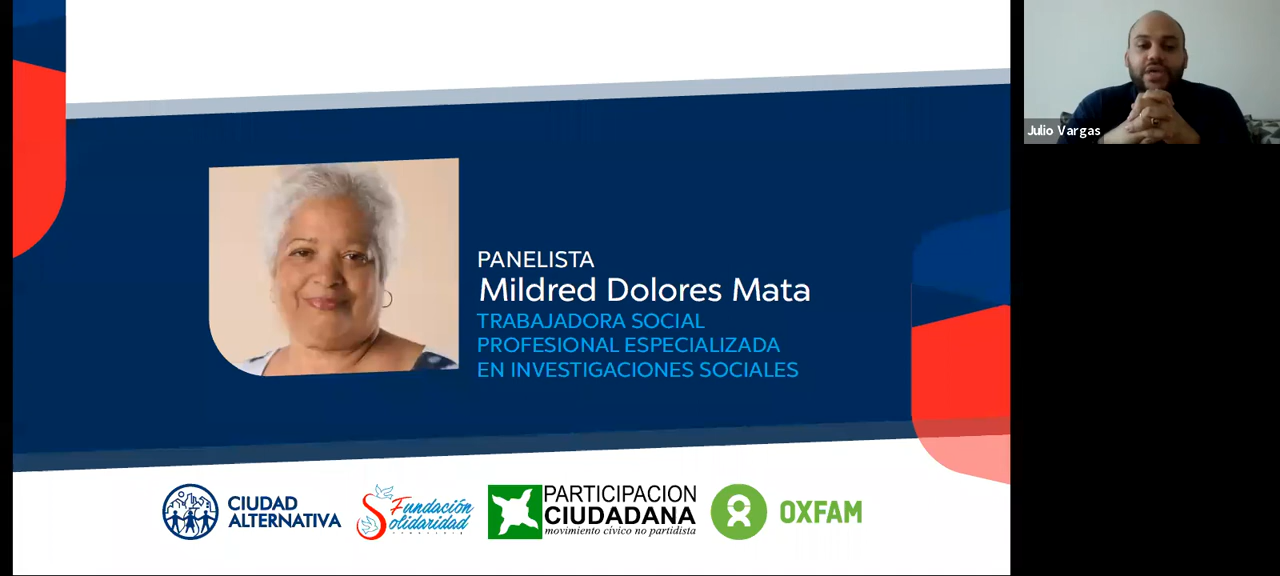 PANELISTA
Mildred Dolores Mata
TRABAJADORA SOCIAL
PROFESIONAL ESPECIALIZADA
EN INVESTIGACIONES SOCIALES
CIUDAD
ALTERNATIVA
Fundación
Solidaridad
PARTICIPACION
CIUDADANA
movimiento cívico no partidista
OXFAM
Julio Vargas